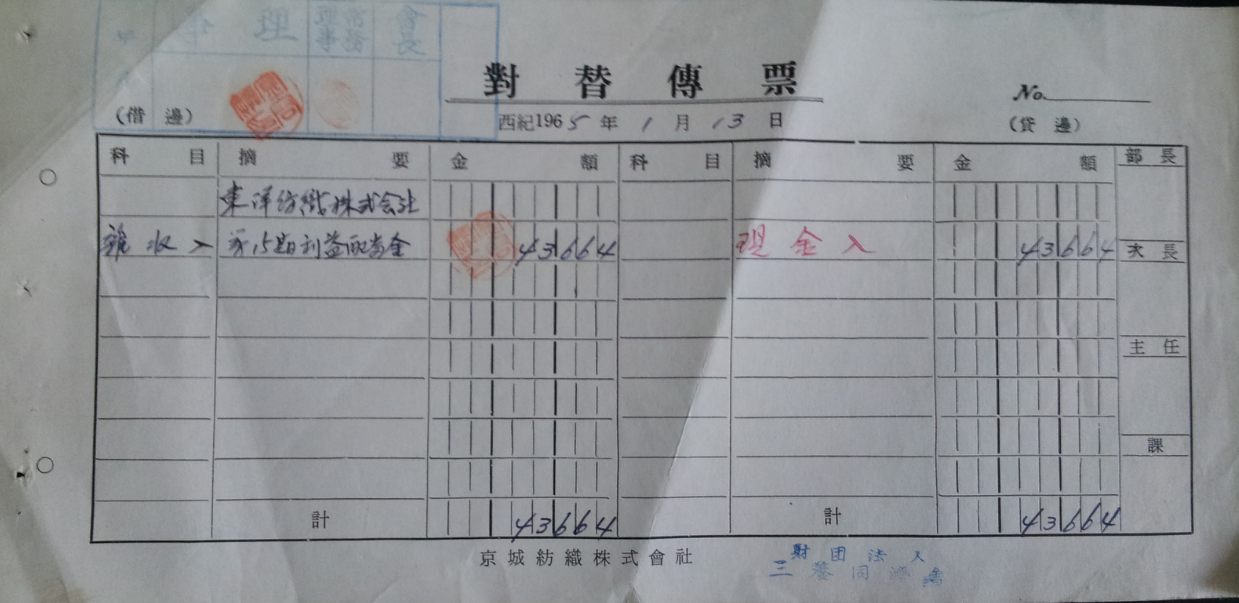 理 常務理事 會長
對替傳票
No.
(借邊) 西紀1965年1月13日 (貸邊)
科目 摘要 金額 科目 摘要 金額 部長
東洋紡織株式会社
雜收入 第15期利益配当金 43664 現金入 43664 次長
主任
課
計 43664 計 43664
京城紡織株式會社
財団法人
三養同